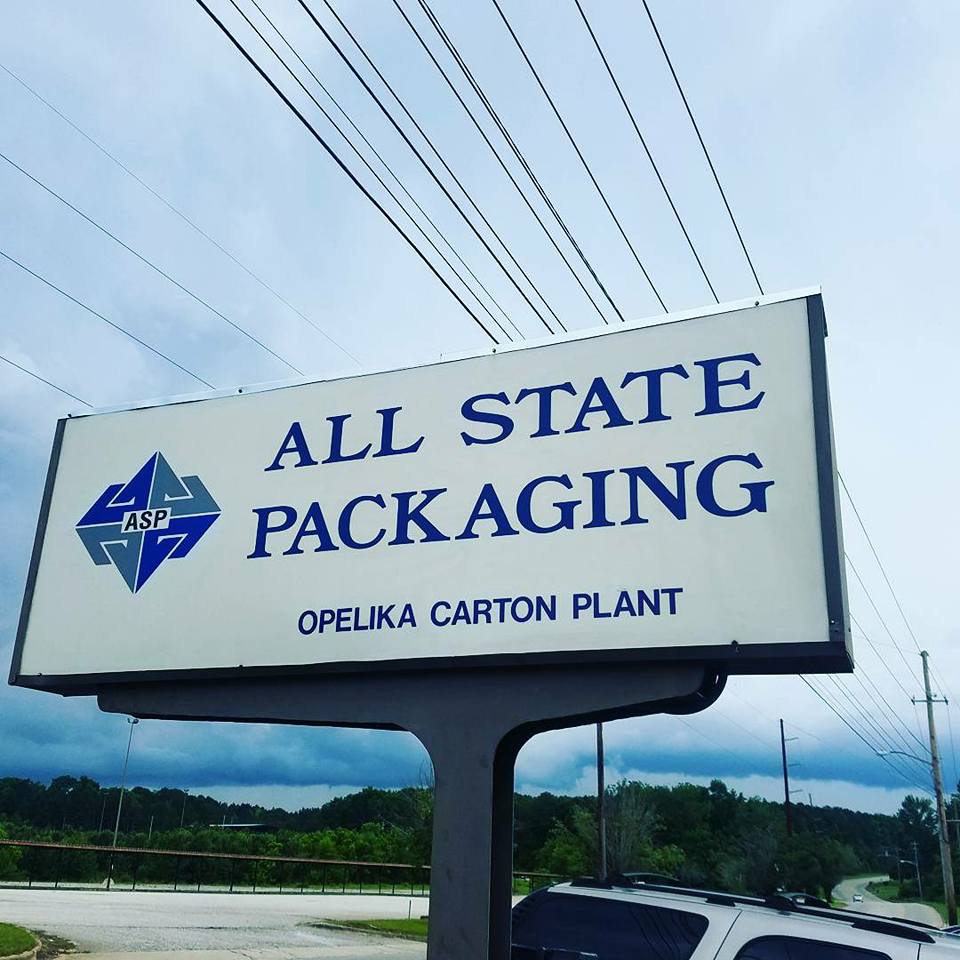 ASP
ALL STATE
PACKAGING
OPELIKA CARTON PLANT